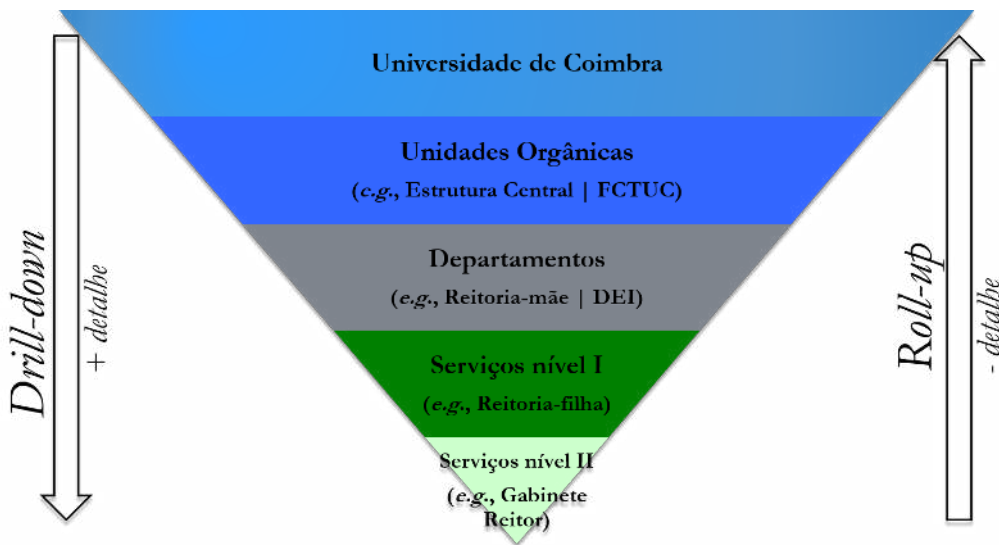 Universidade de Coimbra
Unidades Orgânicas
(e.g., Estrutura Central | FCTUC)
Departamentos
(e.g., Reitoria-mãe | DEI)
Serviços nível I
(e.g., Reitoria-filha)
Serviços nível II
(e.g., Gabinete
Reitor)
Drill-down
+ detalhe
Roll-up
- detalhe